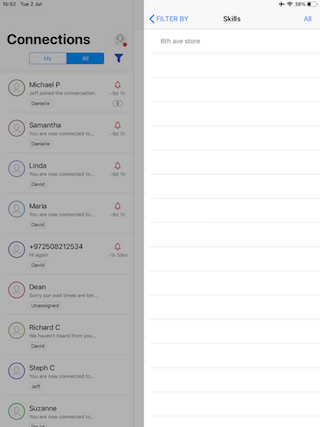 15:52 Tue 2 Jul
38%
FILTER BY
Skills
All
6th ave store
Connections
My
All
Michael P
Jeff joined the conversation.
-9d 1h
Danielle
Samantha
You are now connected to...
-9d 1h
Danielle
Linda
You are now connected to...
-9d 1h
David
Maria
You are now connected to...
-9d 1h
David
+972508212534
Hi again
-1h 59m
David
Dean
Sorry our wait times are lon...
Unassigned
Richard C
We haven't heard from you...
David
Steph C
You are now connected to...
Jeff
Suzanne
You are now connected to...
David